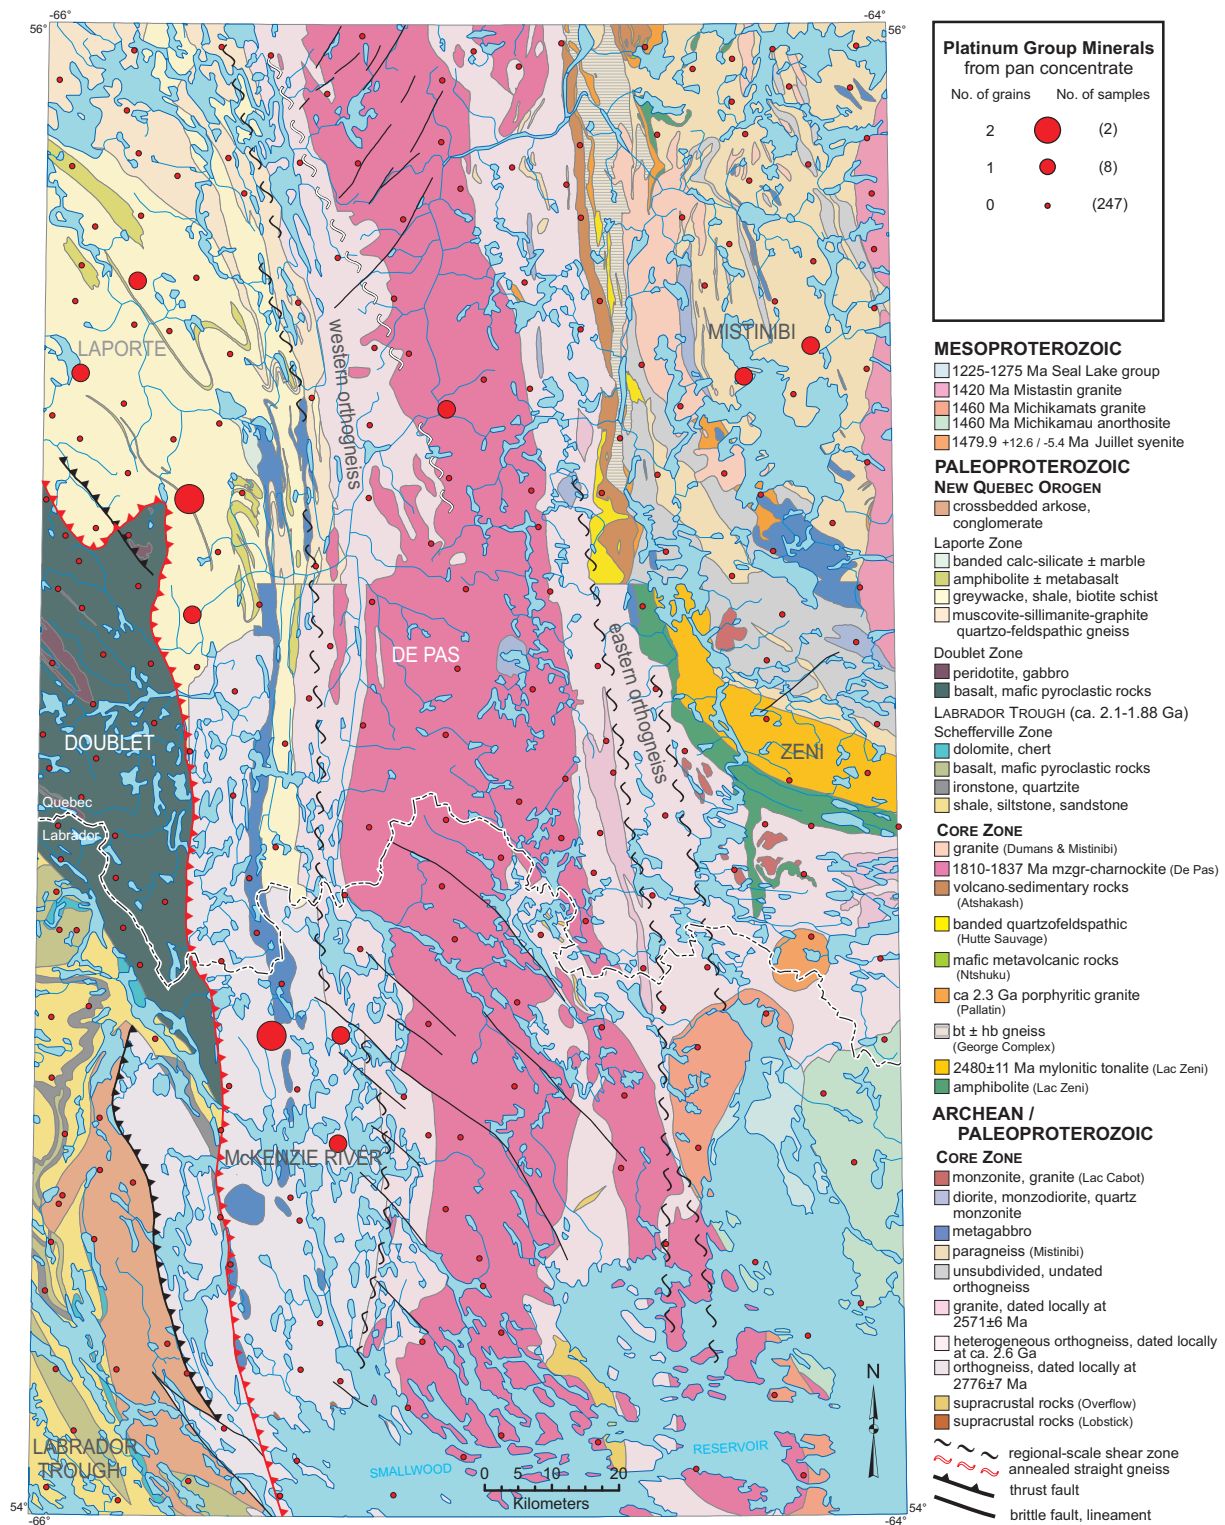 -66°
-64°
56°
56°
LAPORTE
western orthogneiss
MISTINIBI
DE PAS
eastern orthogneiss
DOUBLET
ZENI
Quebec
Labrador
McKENZIE RIVER
LABRADOR
TROUGH
SMALLWOOD
RESERVOIR
N
0 5 10 20
Kilometers
54°
54°
-66°
-64°
Platinum Group Minerals
from pan concentrate
No. of grains No. of samples
2 (2)
1 (8)
0 (247)
MESOPROTEROZOIC
1225-1275 Ma Seal Lake group
1420 Ma Mistastin granite
1460 Ma Michikamats granite
1460 Ma Michikamau anorthosite
1479.9 +12.6 / -5.4 Ma Juillet syenite
PALEOPROTEROZOIC
NEW QUEBEC OROGEN
crossbedded arkose,
conglomerate
Laporte Zone
banded calc-silicate ± marble
amphibolite ± metabasalt
greywacke, shale, biotite schist
muscovite-sillimanite-graphite
quartzo-feldspathic gneiss
Doublet Zone
peridotite, gabbro
basalt, mafic pyroclastic rocks
LABRADOR TROUGH (ca. 2.1-1.88 Ga)
Schefferville Zone
dolomite, chert
basalt, mafic pyroclastic rocks
ironstone, quartzite
shale, siltstone, sandstone
CORE ZONE
granite (Dumans & Mistinibi)
1810-1837 Ma mzgr-charnockite (De Pas)
volcano-sedimentary rocks
(Atshakash)
banded quartzofeldspathic
(Hutte Sauvage)
mafic metavolcanic rocks
(Ntshuku)
ca 2.3 Ga porphyritic granite
(Pallatin)
bt ± hb gneiss
(George Complex)
2480±11 Ma mylonitic tonalite (Lac Zeni)
amphibolite (Lac Zeni)
ARCHEAN /
PALEOPROTEROZOIC
CORE ZONE
monzonite, granite (Lac Cabot)
diorite, monzodiorite, quartz
monzonite
metagabbro
paragneiss (Mistinibi)
unsubdivided, undated
orthogneiss
granite, dated locally at
2571±6 Ma
heterogeneous orthogneiss, dated locally
at ca. 2.6 Ga
orthogneiss, dated locally at
2776±7 Ma
supracrustal rocks (Overflow)
supracrustal rocks (Lobstick)
regional-scale shear zone
annealed straight gneiss
thrust fault
brittle fault, lineament